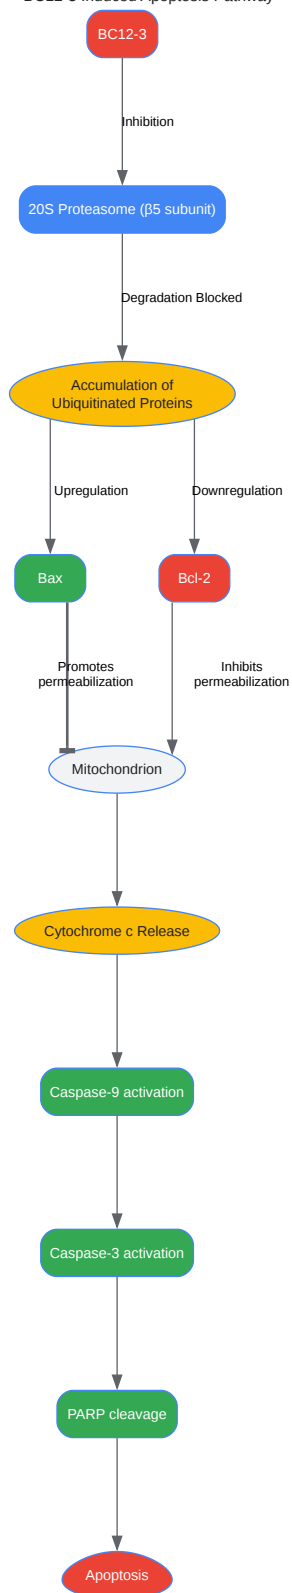 BC12-3
Inhibition
20S Proteasome (β5 subunit)
Degradation Blocked
Accumulation of
Ubiquitinated Proteins
Upregulation
Downregulation
Bax
Bcl-2
Promotes
permeabilization
Inhibits
permeabilization
Mitochondrion
Cytochrome c Release
Caspase-9 activation
Caspase-3 activation
PARP cleavage
Apoptosis